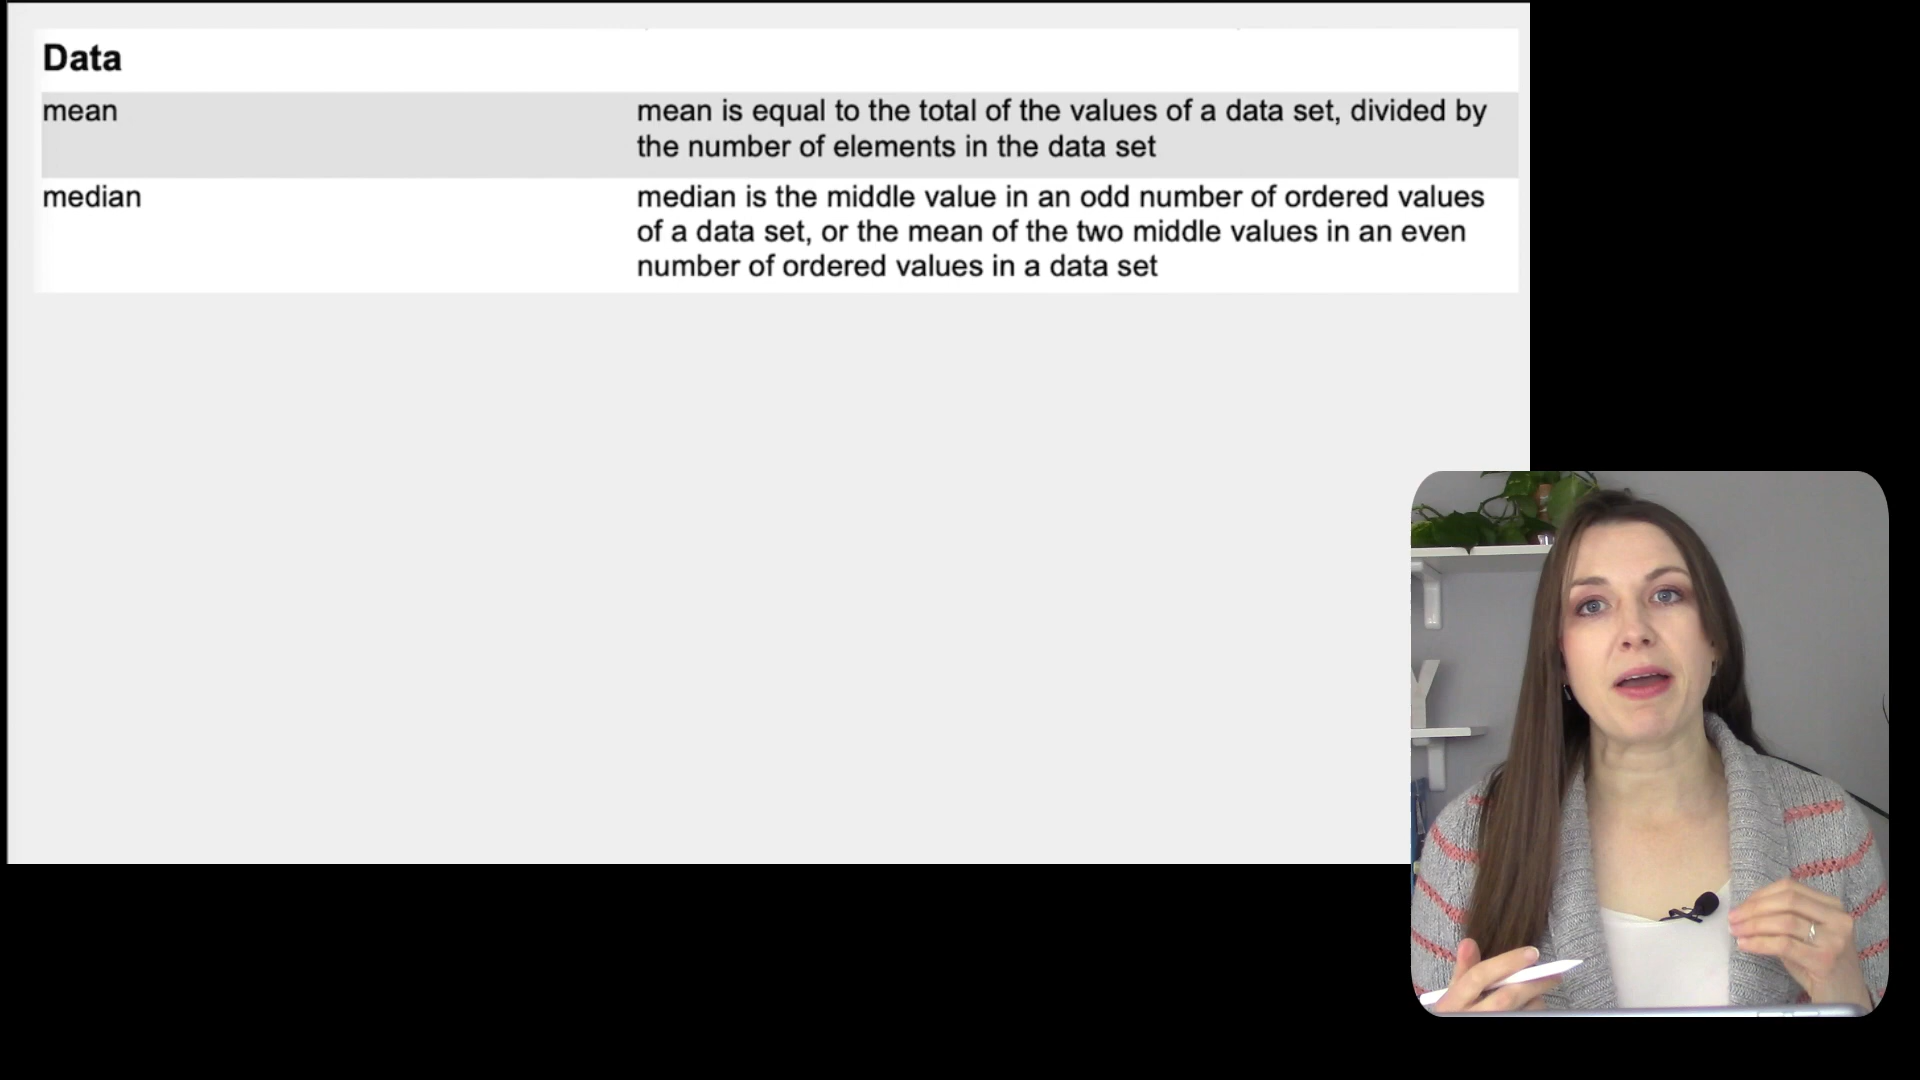 Data
mean
mean is equal to the total of the values of a data set, divided by
the number of elements in the data set
median
median is the middle value in an odd number of ordered values
of a data set, or the mean of the two middle values in an even
number of ordered values in a data set
Y